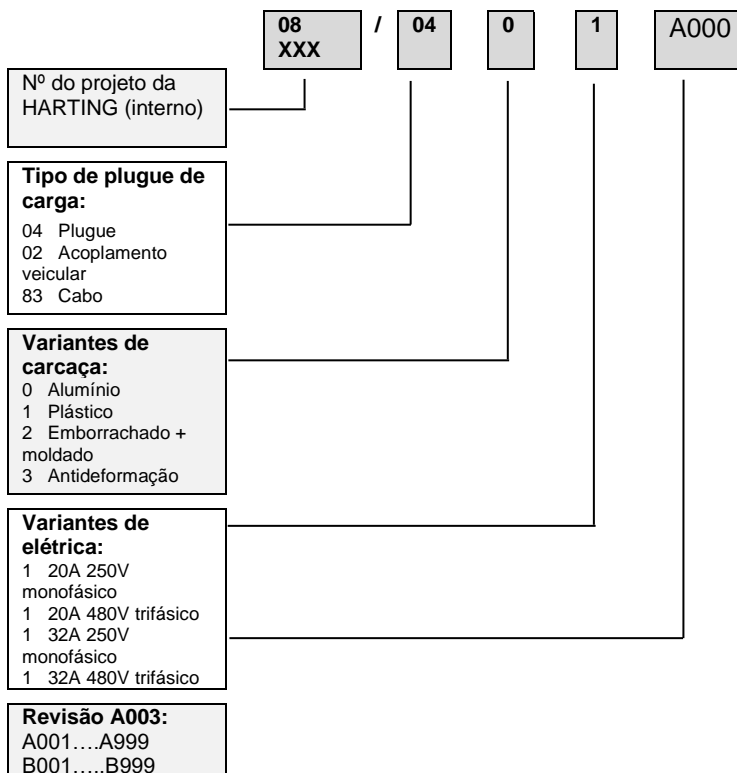 08 / 04 0 1 A000
XXX
Nº do projeto da
HARTING (interno)
Tipo de plugue de
carga:
04 Plugue
02 Acoplamento
veicular
83 Cabo
Variantes de
carcaça:
0 Alumínio
1 Plástico
2 Emborrachado +
moldado
3 Antideformação
Variantes de
elétrica:
1 20A 250V
monofásico
1 20A 480V trifásico
1 32A 250V
monofásico
1 32A 480V trifásico
Revisão A003:
A001....A999
B001.....B999